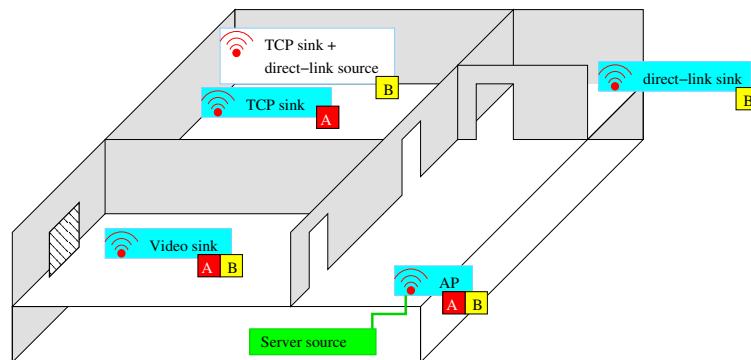 TCP sink +
direct−link source
B
TCP sink
A
direct−link sink
B
Video sink
A B
AP
A B
Server source